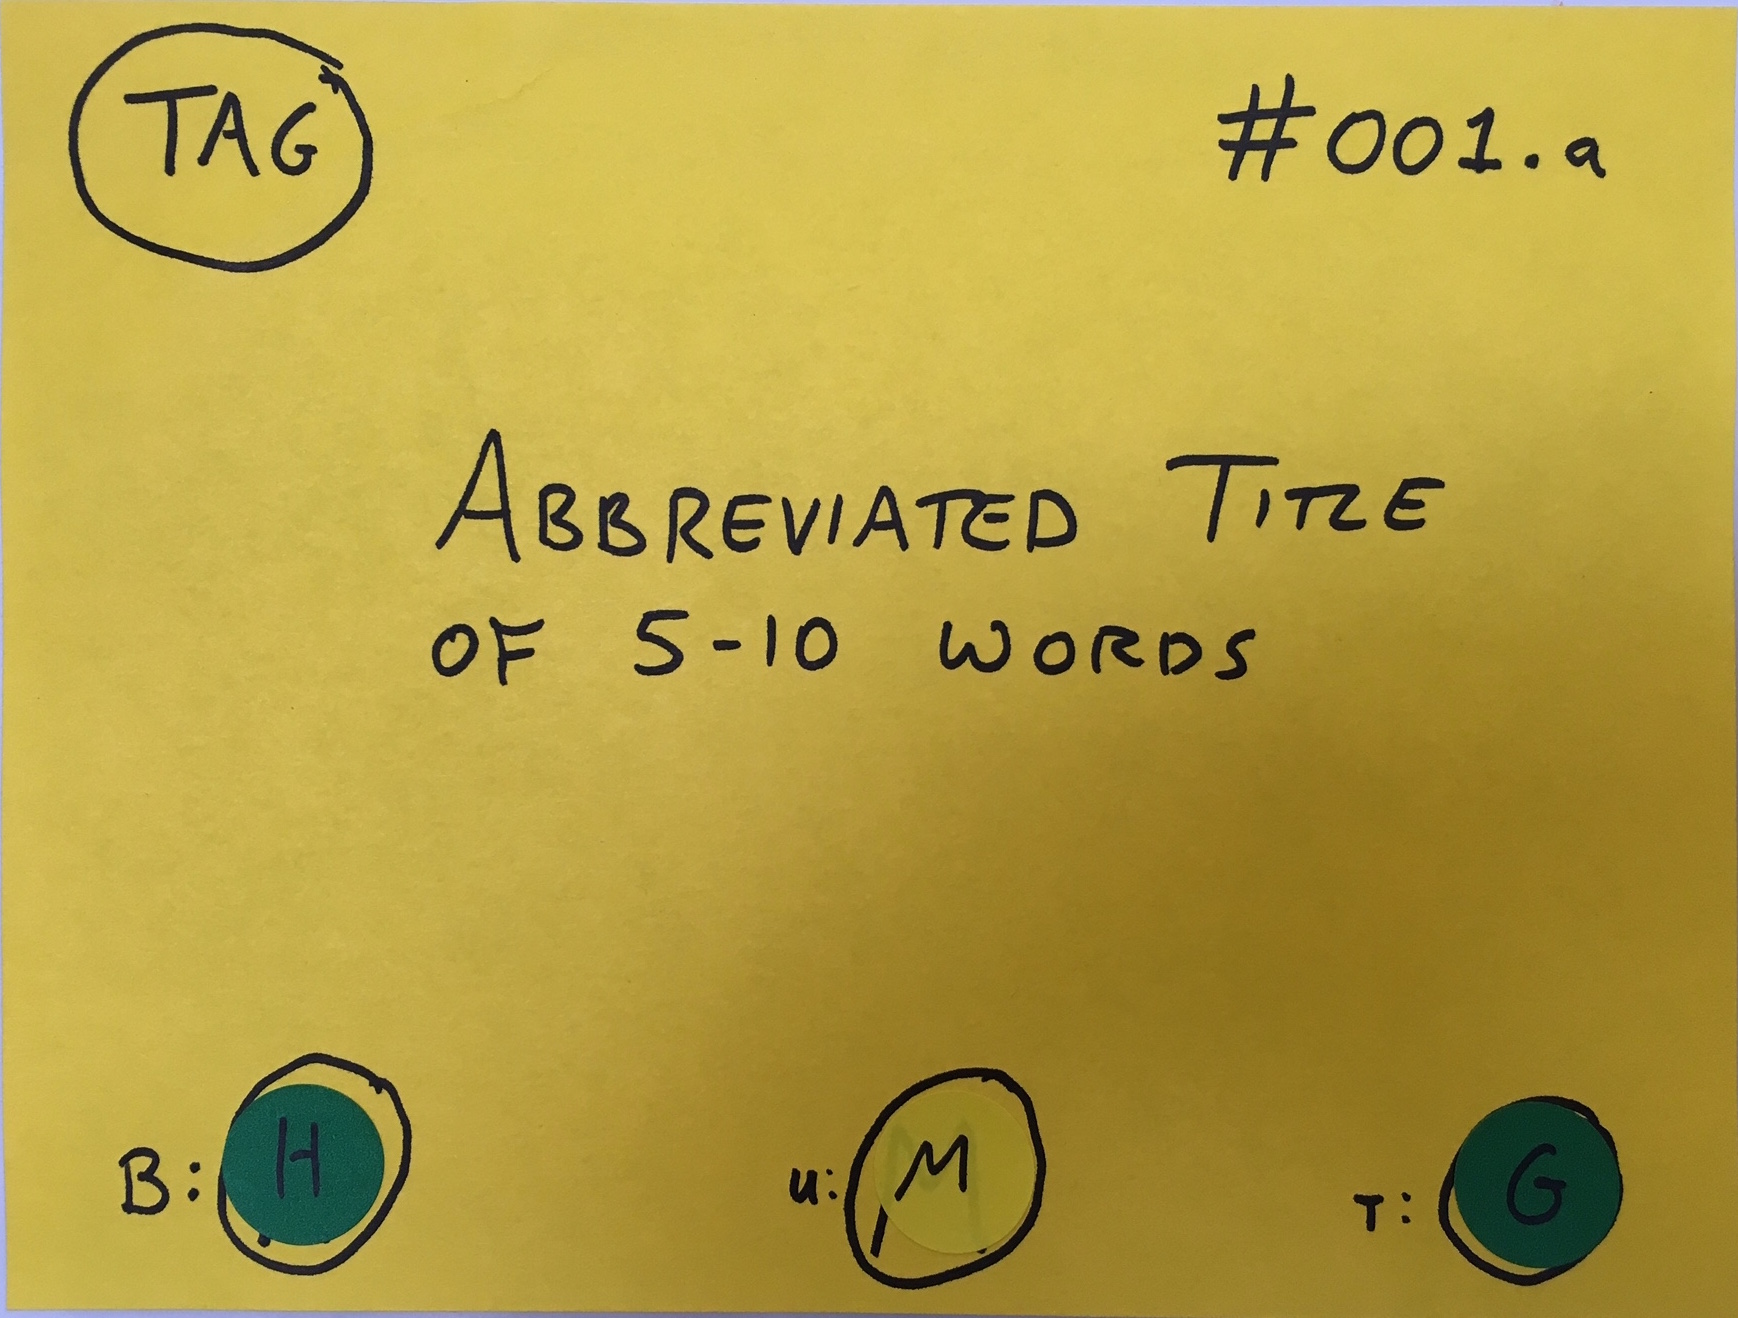 TAG
#001.a
ABBREVIATED TITLE
OF 5-10 WORDS
B: H
U: M
T: G